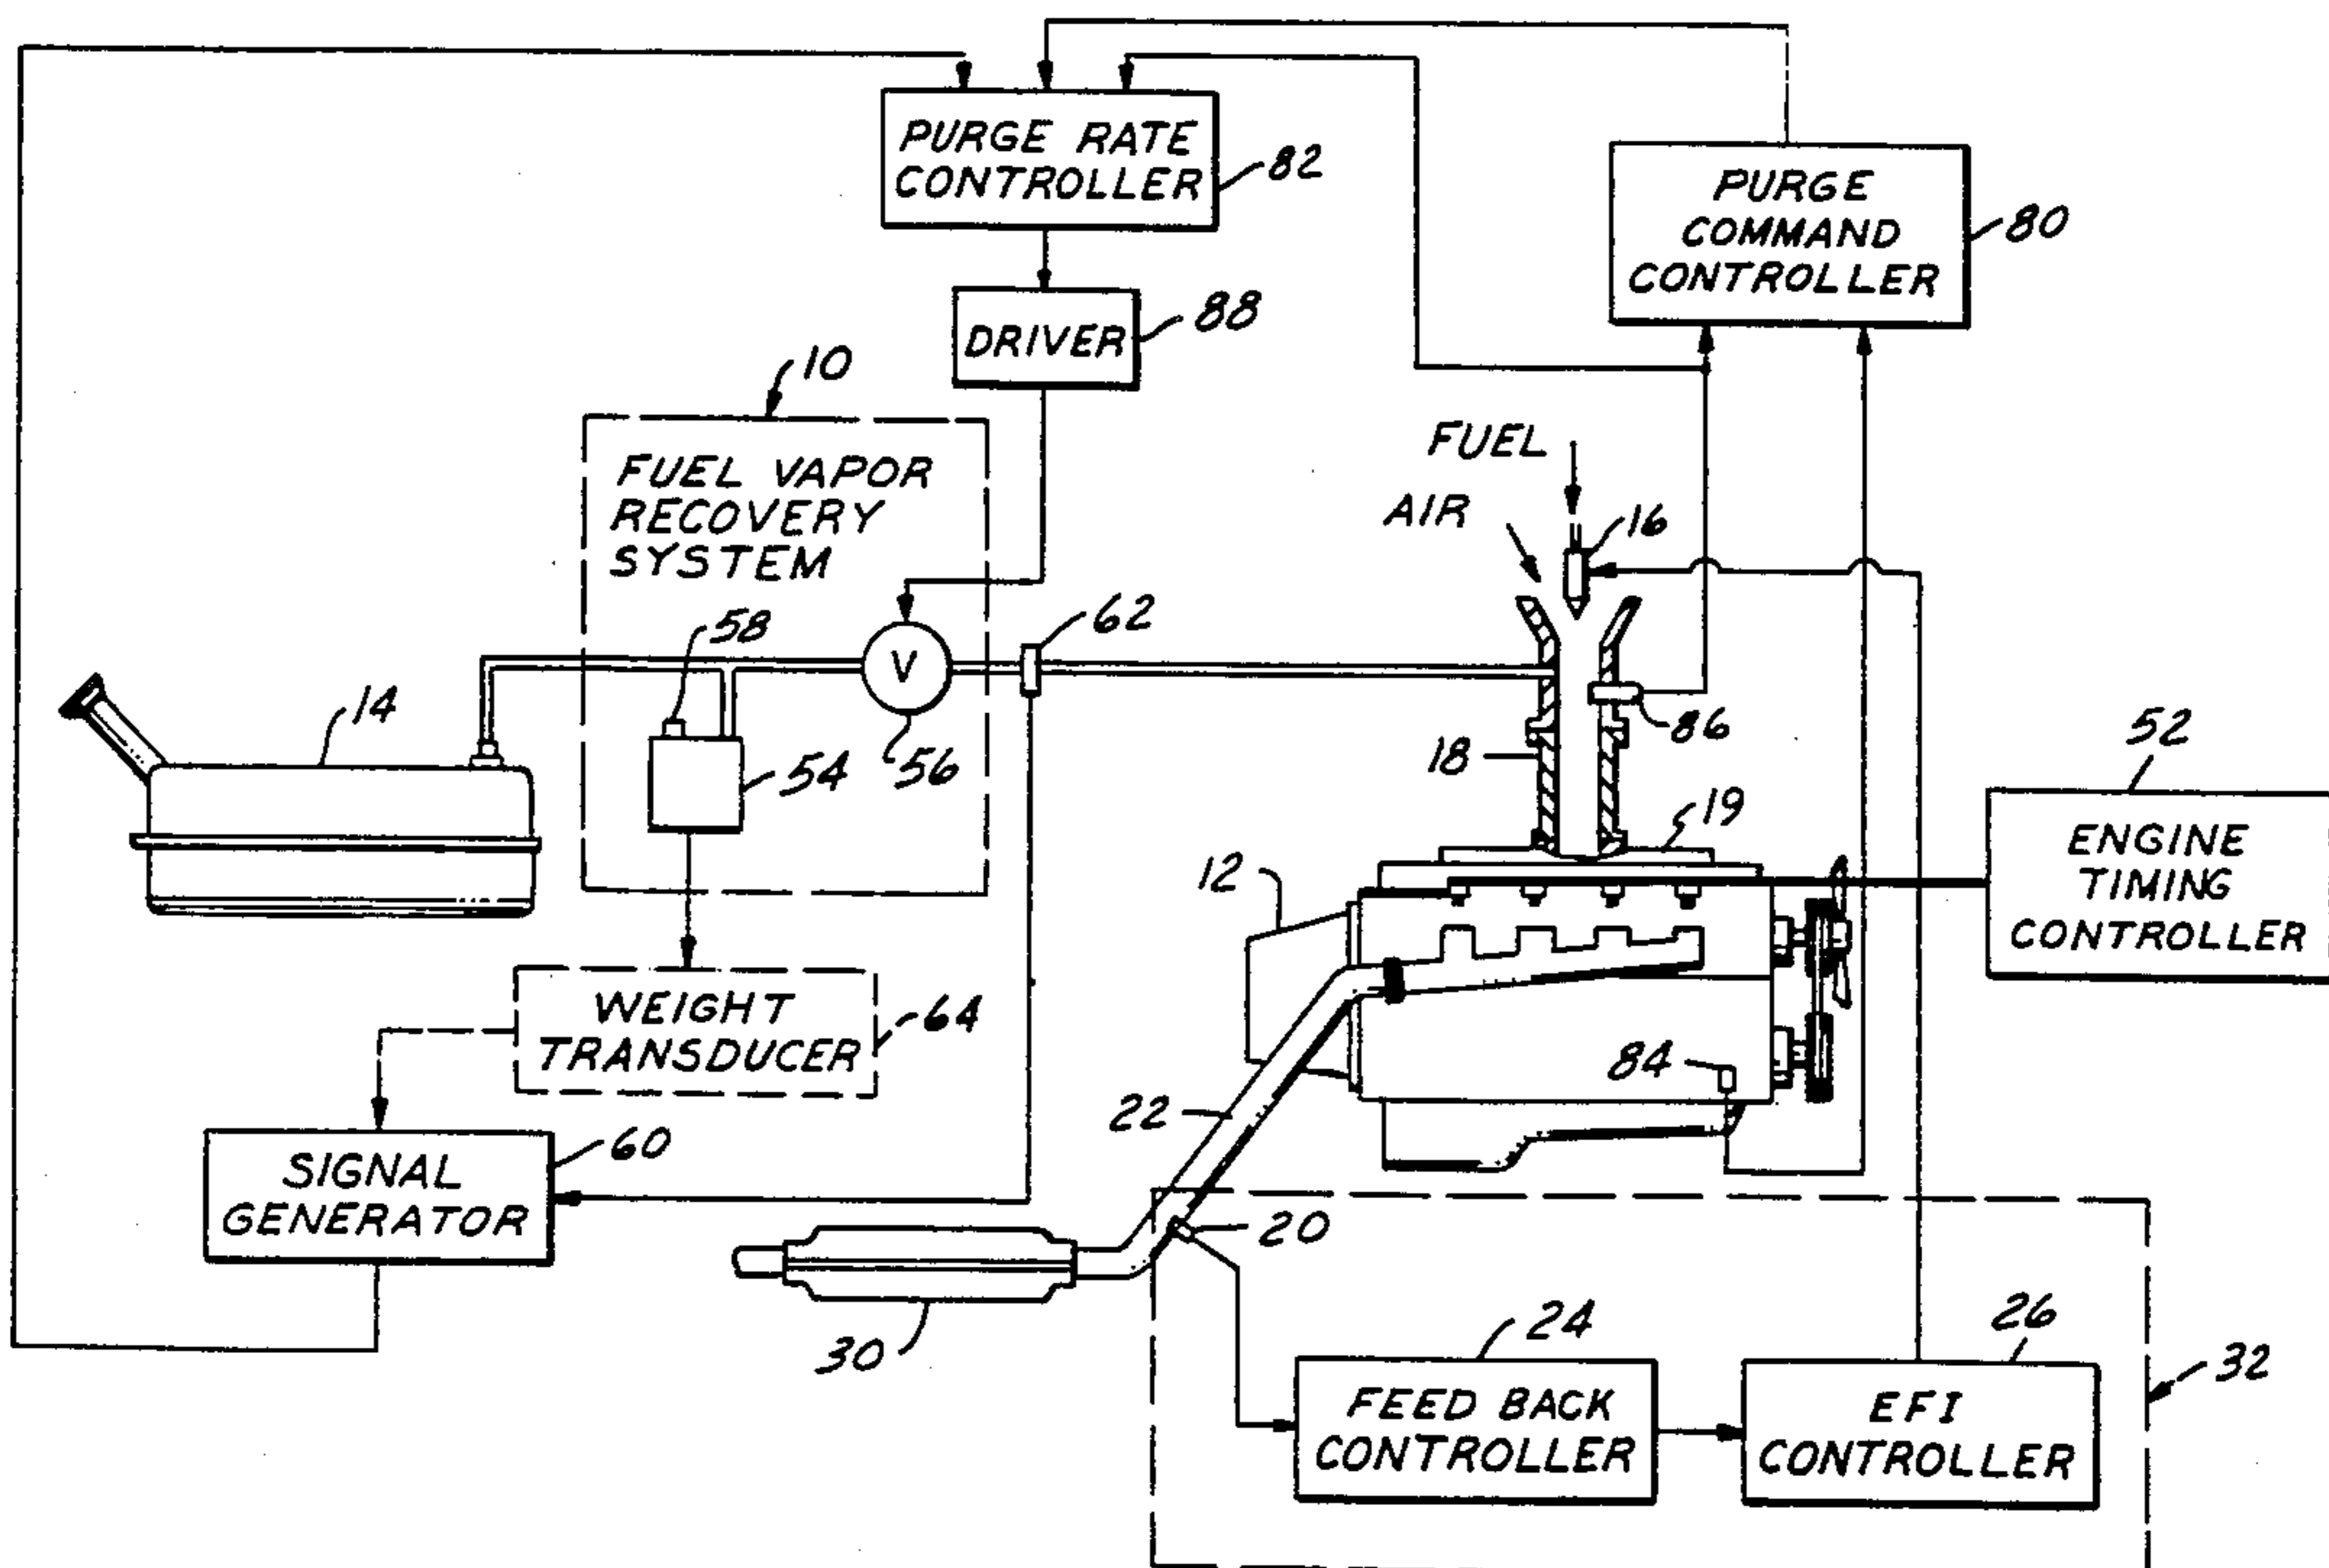 PURGE RATE
CONTROLLER
82
PURGE
COMMAND
CONTROLLER
80
DRIVER
88
10
FUEL VAPOR
RECOVERY
SYSTEM
FUEL
AIR
16
58
62
V
14
54
56
86
18
52
19
ENGINE
TIMING
CONTROLLER
12
WEIGHT
TRANSDUCER
64
84
22
SIGNAL
GENERATOR
60
20
30
24
26
32
FEED BACK
CONTROLLER
EFI
CONTROLLER